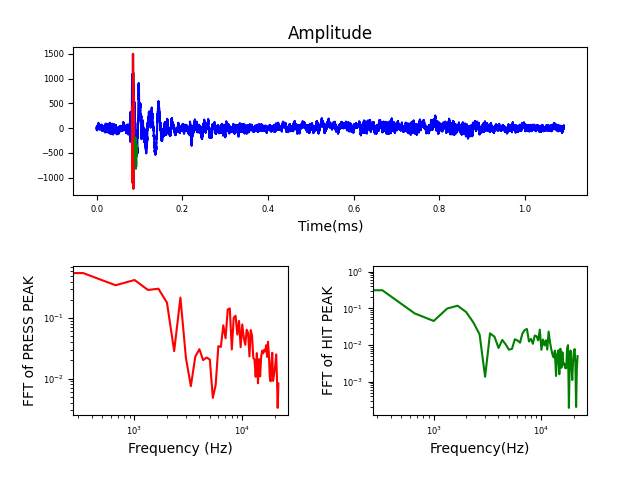 Amplitude
1500
1000
500
0
−500
−1000
0.0 0.2 0.4 0.6 0.8 1.0
Time(ms)
FFT of PRESS PEAK
10⁻¹
10⁻²
10³ 10⁴
Frequency (Hz)
FFT of HIT PEAK
10⁰
10⁻¹
10⁻²
10⁻³
10³ 10⁴
Frequency(Hz)